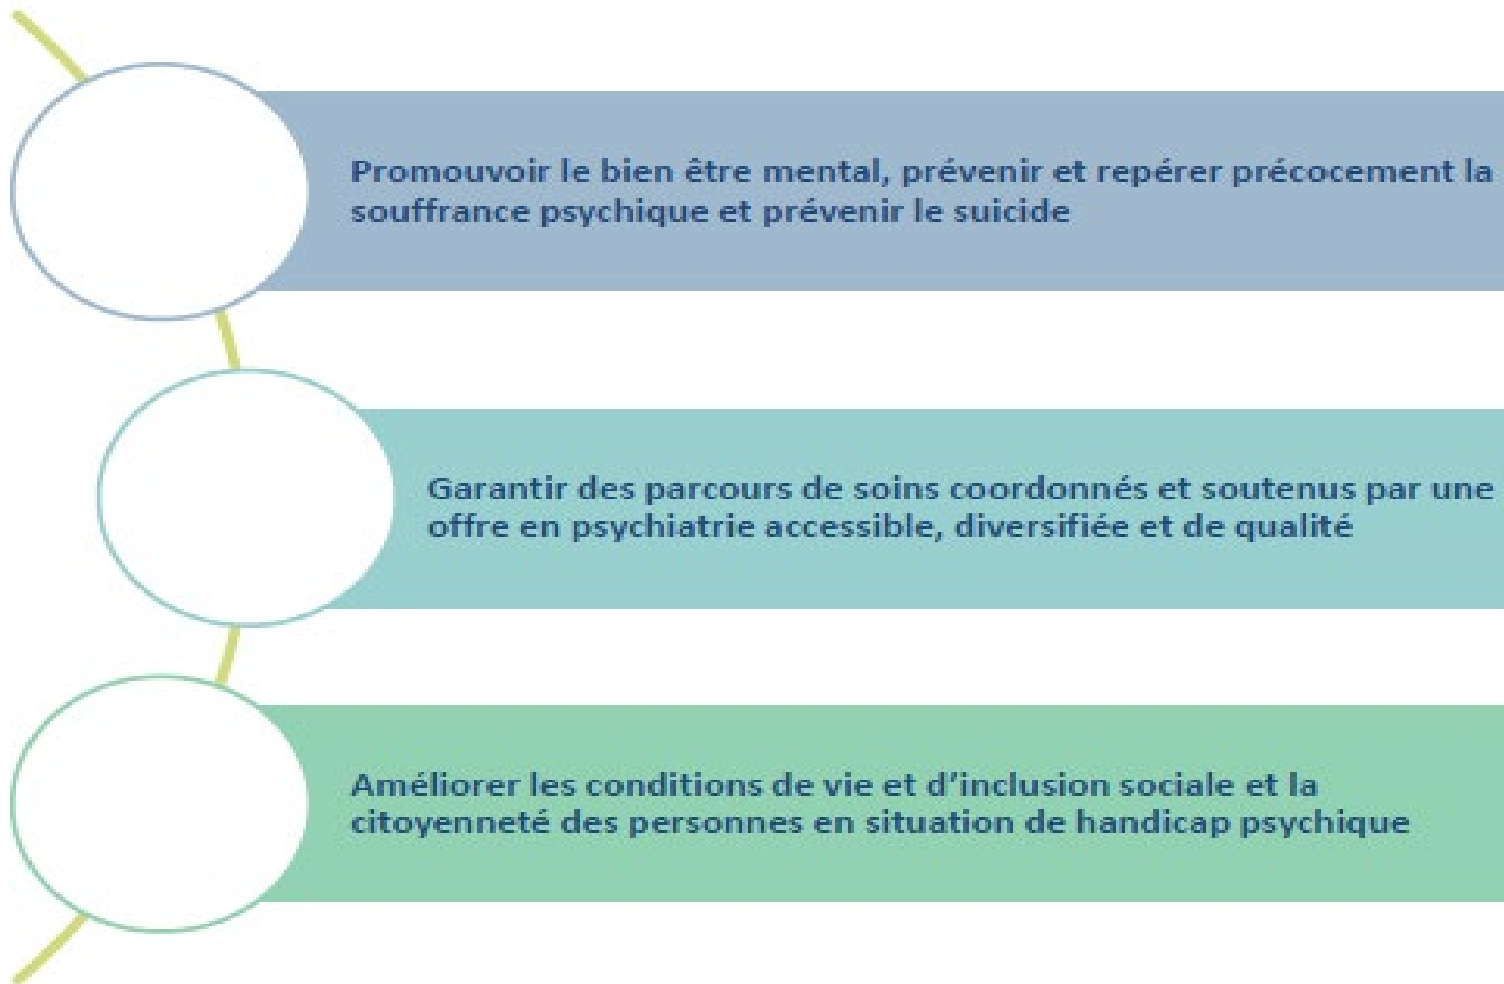 Promouvoir le bien être mental, prévenir et repérer précocement la
souffrance psychique et prévenir le suicide
Garantir des parcours de soins coordonnés et soutenus par une
offre en psychiatrie accessible, diversifiée et de qualité
Améliorer les conditions de vie et d’inclusion sociale et la
citoyenneté des personnes en situation de handicap psychique